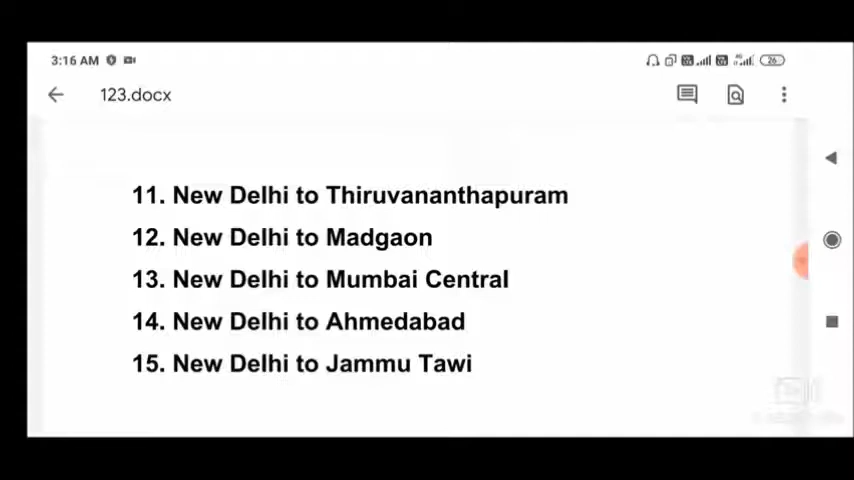 3:16 AM
26
123.docx
11. New Delhi to Thiruvananthapuram
12. New Delhi to Madgaon
13. New Delhi to Mumbai Central
14. New Delhi to Ahmedabad
15. New Delhi to Jammu Tawi